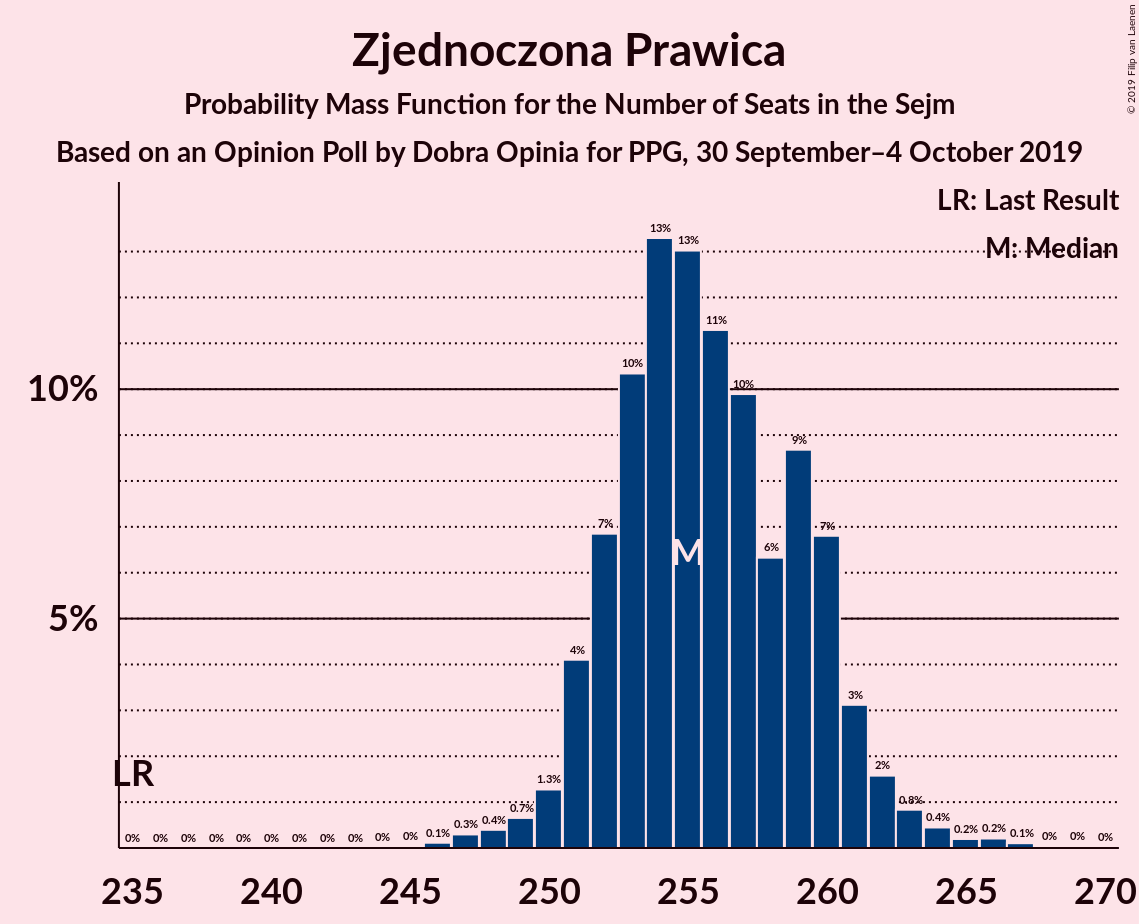 Zjednoczona Prawica
Probability Mass Function for the Number of Seats in the Sejm
Based on an Opinion Poll by Dobra Opinia for PPG, 30 September–4 October 2019
© 2019 Filip van Laenen
LR: Last Result
M: Median
10%
5%
LR
M
0% 0% 0% 0% 0% 0% 0% 0% 0% 0% 0% 0.1% 0.3% 0.4% 0.7% 1.3% 4% 7% 10% 13% 13% 11% 10% 6% 9% 7% 3% 2% 0.8% 0.4% 0.2% 0.2% 0.1% 0% 0% 0%
235 240 245 250 255 260 265 270